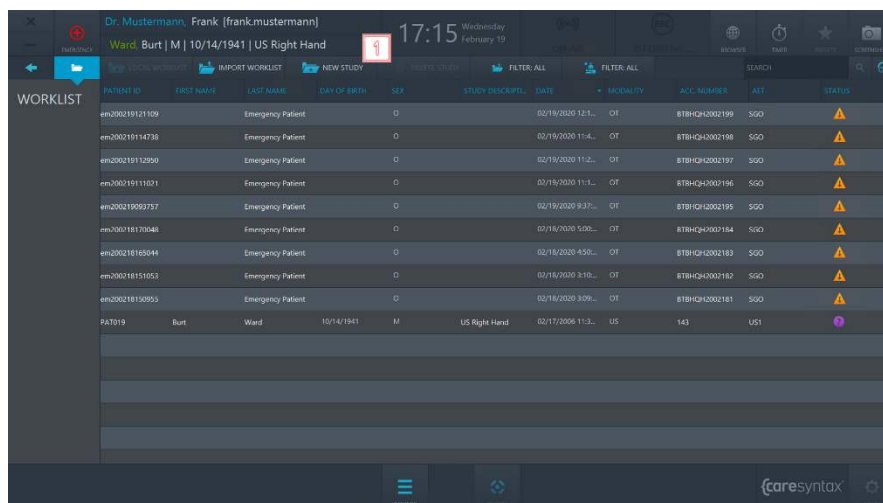 Dr. Mustermann, Frank [frank.mustermann]
Ward, Burt | M | 10/14/1941 | US Right Hand
1
17:15 Wednesday February 19
EMERGENCY
BROWSER
TIMER
LOCAL WORKLIST IMPORT WORKLIST NEW STUDY DELETE STUDY FILTER: ALL FILTER: ALL SEARCH
WORKLIST
PATIENT ID FIRST NAME LAST NAME DAY OF BIRTH SEX STUDY DESCRIPTI... DATE MODALITY ACC. NUMBER AET STATUS
em200219121109 Emergency Patient O 02/19/2020 12:1... OT BTBHQH2002199 SGO
em200219114738 Emergency Patient O 02/19/2020 11:4... OT BTBHQH2002198 SGO
em200219112950 Emergency Patient O 02/19/2020 11:2... OT BTBHQH2002197 SGO
em200219111021 Emergency Patient O 02/19/2020 11:1... OT BTBHQH2002196 SGO
em200219093757 Emergency Patient O 02/19/2020 9:37:... OT BTBHQH2002195 SGO
em200218170048 Emergency Patient O 02/18/2020 5:00:... OT BTBHQH2002184 SGO
em200218165044 Emergency Patient O 02/18/2020 4:50:... OT BTBHQH2002183 SGO
em200218151053 Emergency Patient O 02/18/2020 3:10:... OT BTBHQH2002182 SGO
em200218150955 Emergency Patient O 02/18/2020 3:09:... OT BTBHQH2002181 SGO
PAT019 Burt Ward 10/14/1941 M US Right Hand 02/17/2006 11:3... US 143 US1
{caresyntax